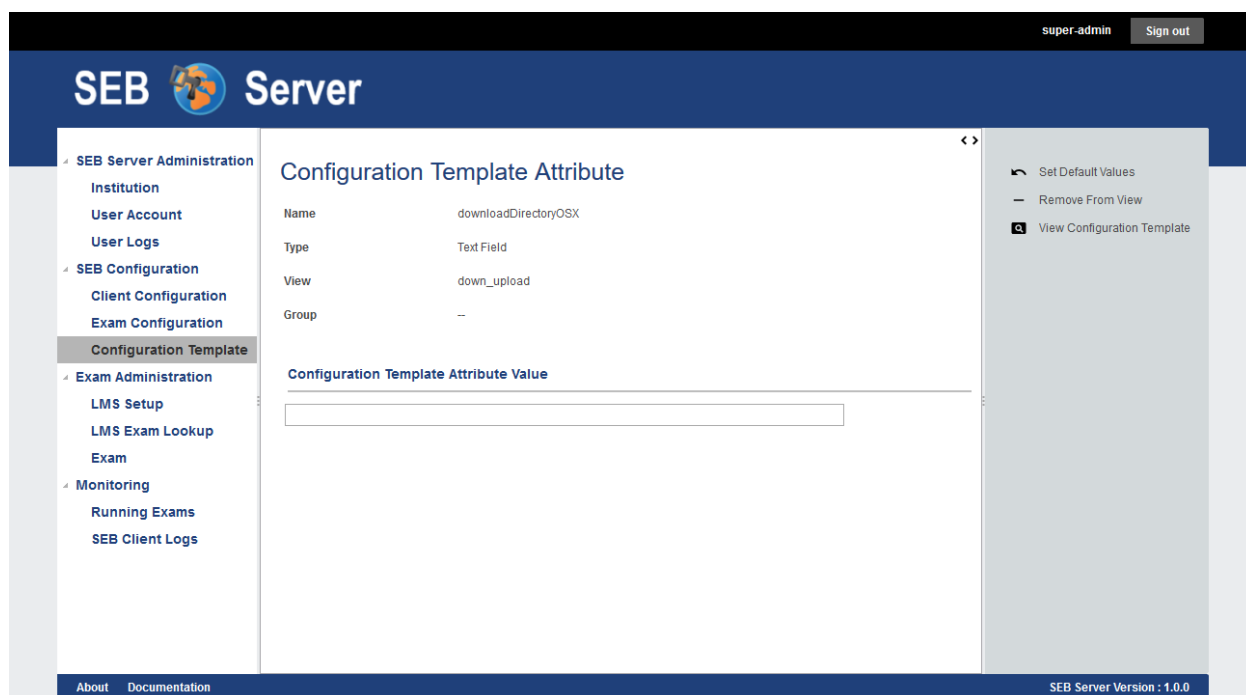 super-admin Sign out
SEB Server
SEB Server Administration
Institution
User Account
User Logs
SEB Configuration
Client Configuration
Exam Configuration
Configuration Template
Exam Administration
LMS Setup
LMS Exam Lookup
Exam
Monitoring
Running Exams
SEB Client Logs
Configuration Template Attribute
Name downloadDirectoryOSX
Type Text Field
View down_upload
Group --
Configuration Template Attribute Value
Set Default Values
Remove From View
View Configuration Template
About Documentation SEB Server Version : 1.0.0